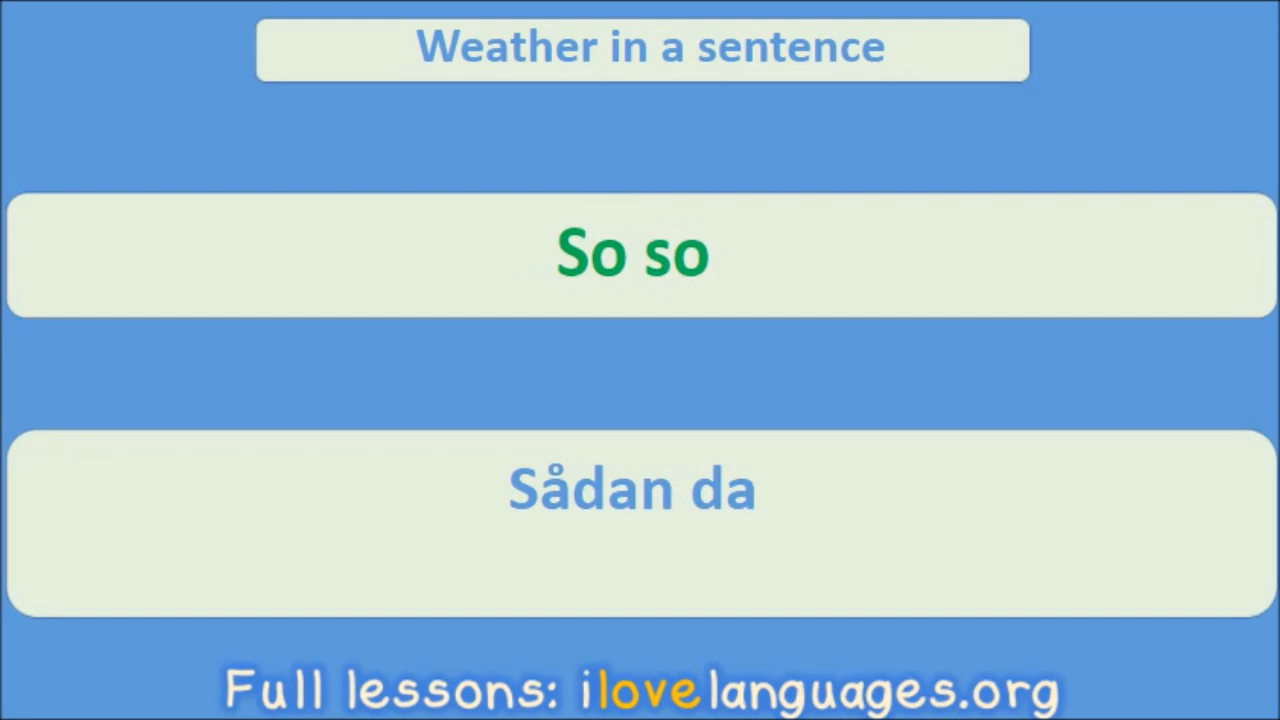 Weather in a sentence
So so
Sådan da
Full lessons: ilovelanguages.org